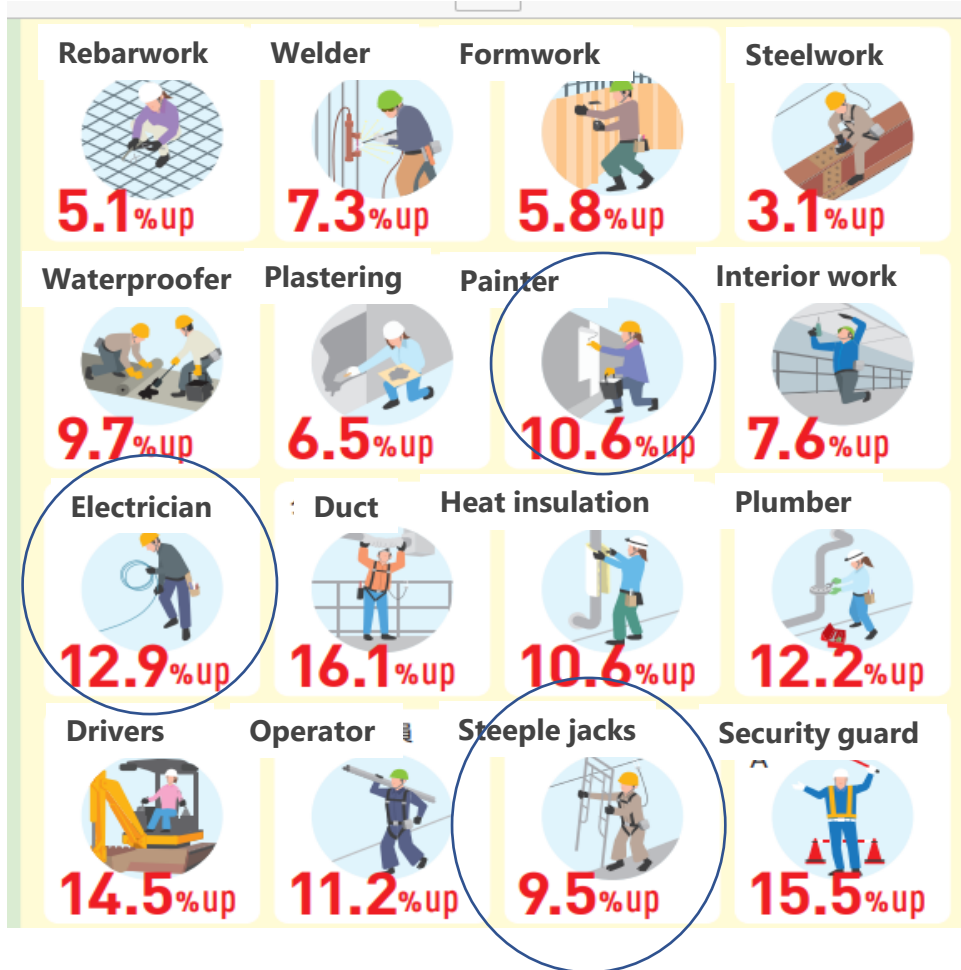 Rebarwork Welder Formwork Steelwork
5.1%up 7.3%up 5.8%up 3.1%up
Waterproofer Plastering Painter Interior work
9.7%up 6.5%up 10.6%up 7.6%up
Electrician Duct Heat insulation Plumber
12.9%up 16.1%up 10.6%up 12.2%up
Drivers Operator Steeple jacks Security guard
14.5%up 11.2%up 9.5%up 15.5%up